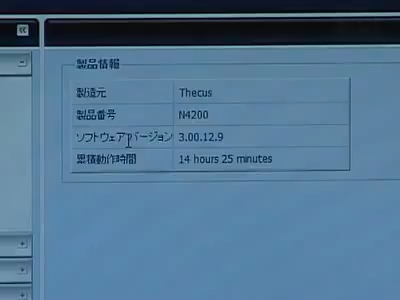 製品情報
製造元 Thecus
製品番号 N4200
ソフトウェアバージョン 3.00.12.9
累積動作時間 14 hours 25 minutes